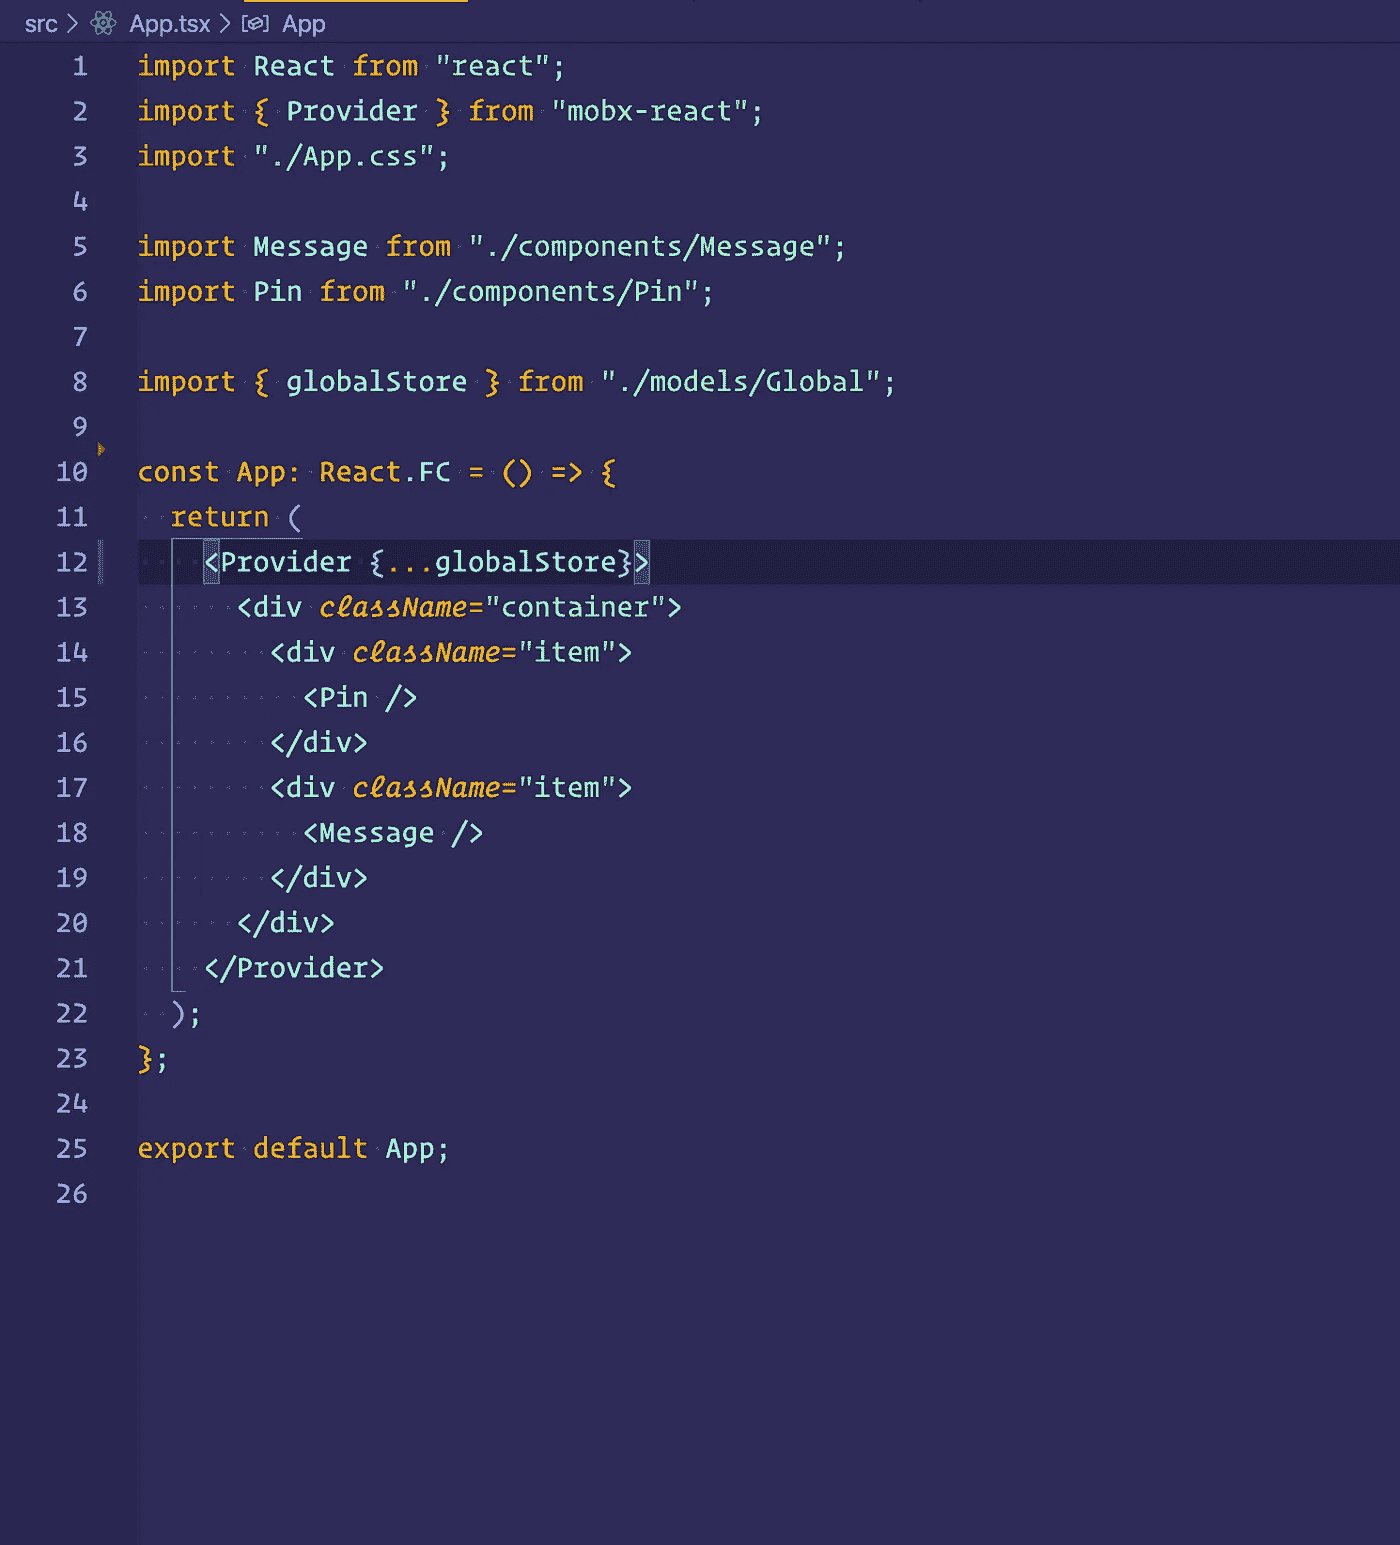 src > App.tsx > App
1 import React from "react";
2 import { Provider } from "mobx-react";
3 import "./App.css";
4
5 import Message from "./components/Message";
6 import Pin from "./components/Pin";
7
8 import { globalStore } from "./models/Global";
9
10 const App: React.FC = () => {
11   return (
12     <Provider {...globalStore}>
13       <div className="container">
14         <div className="item">
15           <Pin />
16         </div>
17         <div className="item">
18           <Message />
19         </div>
20       </div>
21     </Provider>
22   );
23 };
24
25 export default App;
26